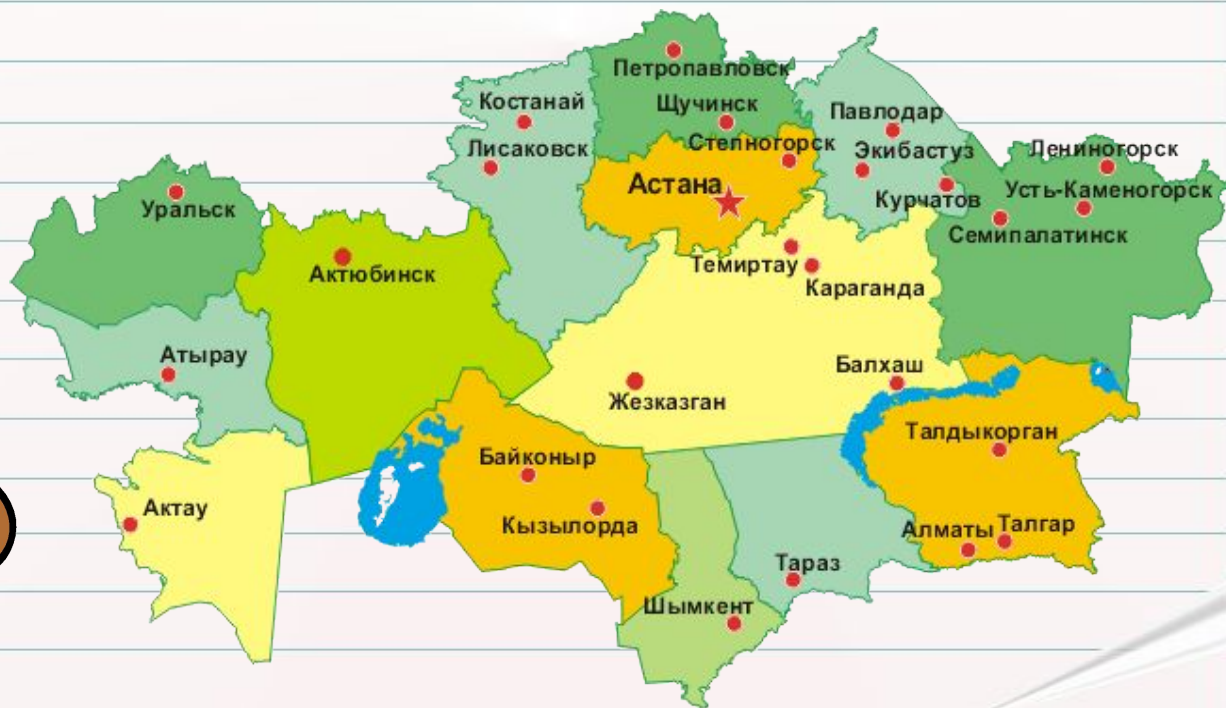 Петропавловск
Костанай
Щучинск
Павлодар
Лисаковск
Степногорск
Экибастуз
Лениногорск
Астана
Курчатов
Усть-Каменогорск
Уральск
Семипалатинск
Актюбинск
Темиртау
Караганда
Атырау
Балхаш
Жезказган
Талдыкорган
Байконыр
Актау
Кызылорда
Алматы
Талгар
Тараз
Шымкент